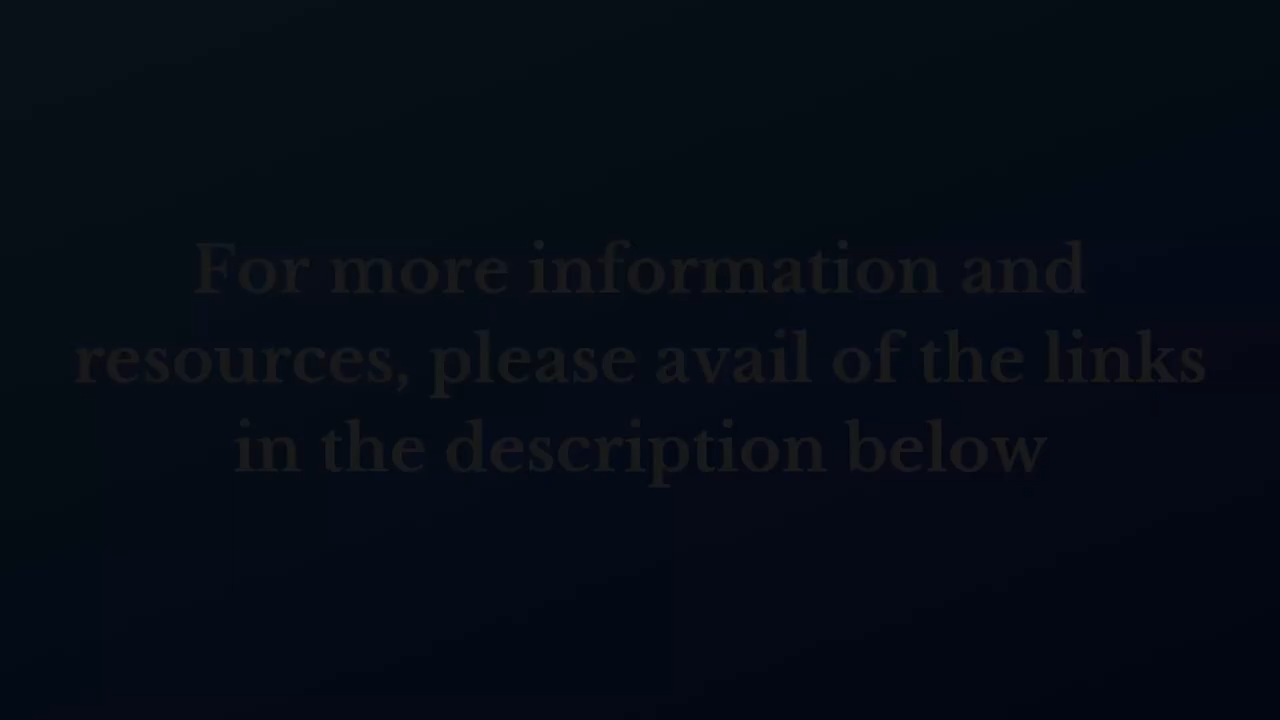 For more information and
resources, please avail of the links
in the description below